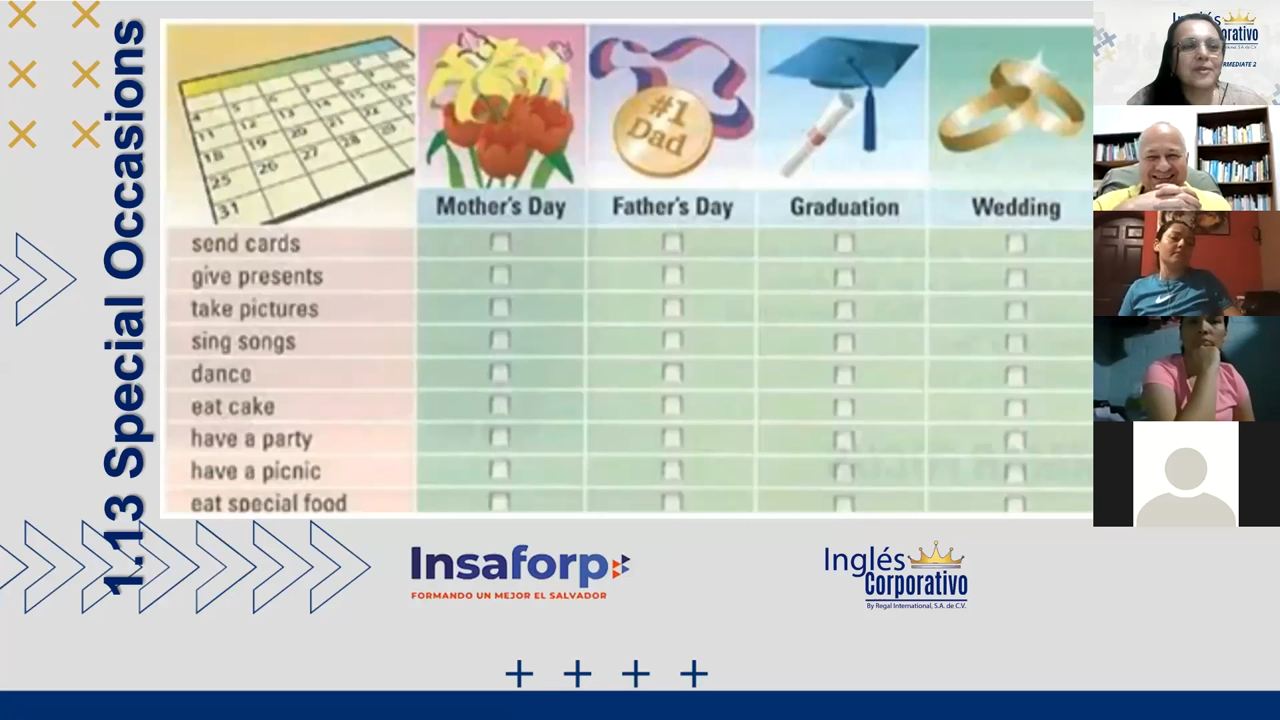 1.13 Special Occasions
#1
Dad
Mother's Day
Father's Day
Graduation
Wedding
send cards
give presents
take pictures
sing songs
dance
eat cake
have a party
have a picnic
eat special food
Insaforp
FORMANDO UN MEJOR EL SALVADOR
Inglés
Corporativo
By Regal International, S.A. de C.V.